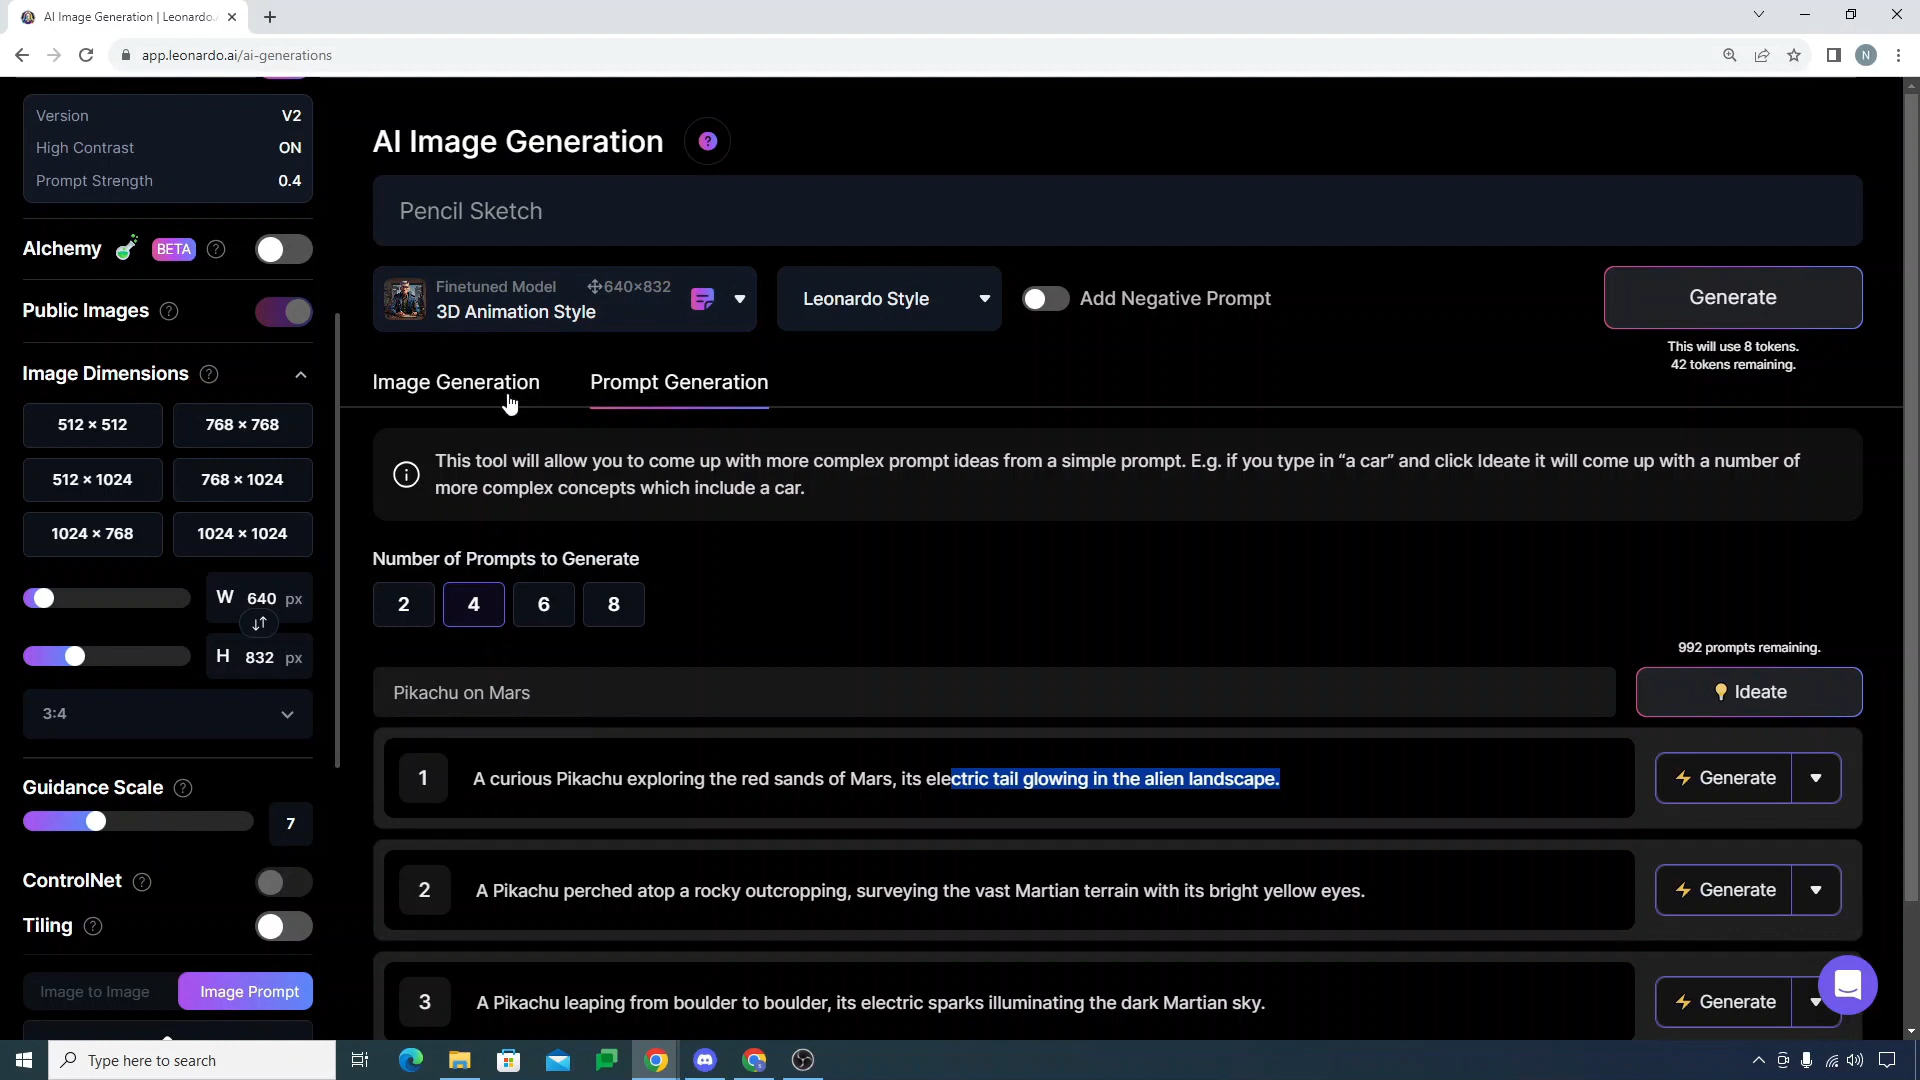 AI Image Generation | Leonardo.
app.leonardo.ai/ai-generations
N
Version V2
High Contrast ON
Prompt Strength 0.4
Alchemy BETA ?
Public Images ?
Image Dimensions ?
512 × 512 768 × 768
512 × 1024 768 × 1024
1024 × 768 1024 × 1024
W 640 px
H 832 px
3:4
Guidance Scale ?
7
ControlNet ?
Tiling ?
Image to Image Image Prompt
AI Image Generation ?
Pencil Sketch
Finetuned Model 640×832
3D Animation Style
Leonardo Style
Add Negative Prompt
Generate
This will use 8 tokens.
42 tokens remaining.
Image Generation Prompt Generation
This tool will allow you to come up with more complex prompt ideas from a simple prompt. E.g. if you type in “a car” and click Ideate it will come up with a number of
more complex concepts which include a car.
Number of Prompts to Generate
2 4 6 8
992 prompts remaining.
Pikachu on Mars
Ideate
1 A curious Pikachu exploring the red sands of Mars, its electric tail glowing in the alien landscape. Generate
2 A Pikachu perched atop a rocky outcropping, surveying the vast Martian terrain with its bright yellow eyes. Generate
3 A Pikachu leaping from boulder to boulder, its electric sparks illuminating the dark Martian sky. Generate
Type here to search